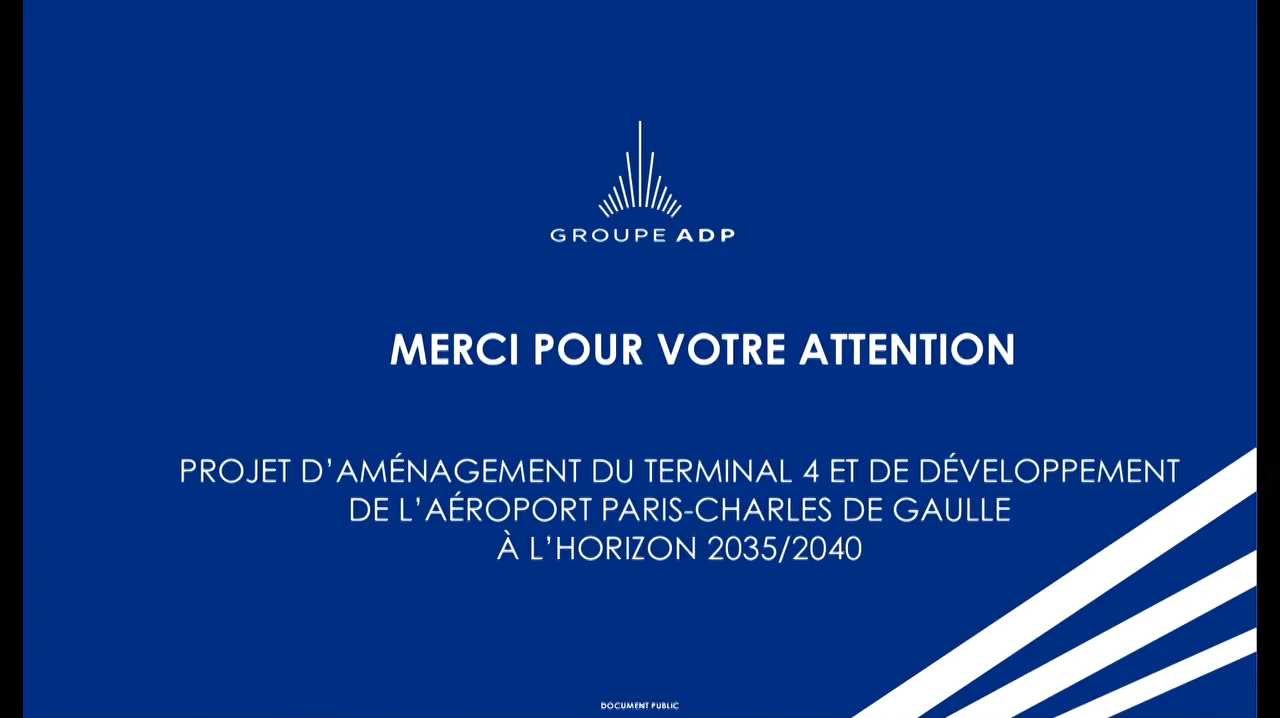 GROUPE ADP
MERCI POUR VOTRE ATTENTION
PROJET D’AMÉNAGEMENT DU TERMINAL 4 ET DE DÉVELOPPEMENT
DE L’AÉROPORT PARIS-CHARLES DE GAULLE
À L’HORIZON 2035/2040
DOCUMENT PUBLIC